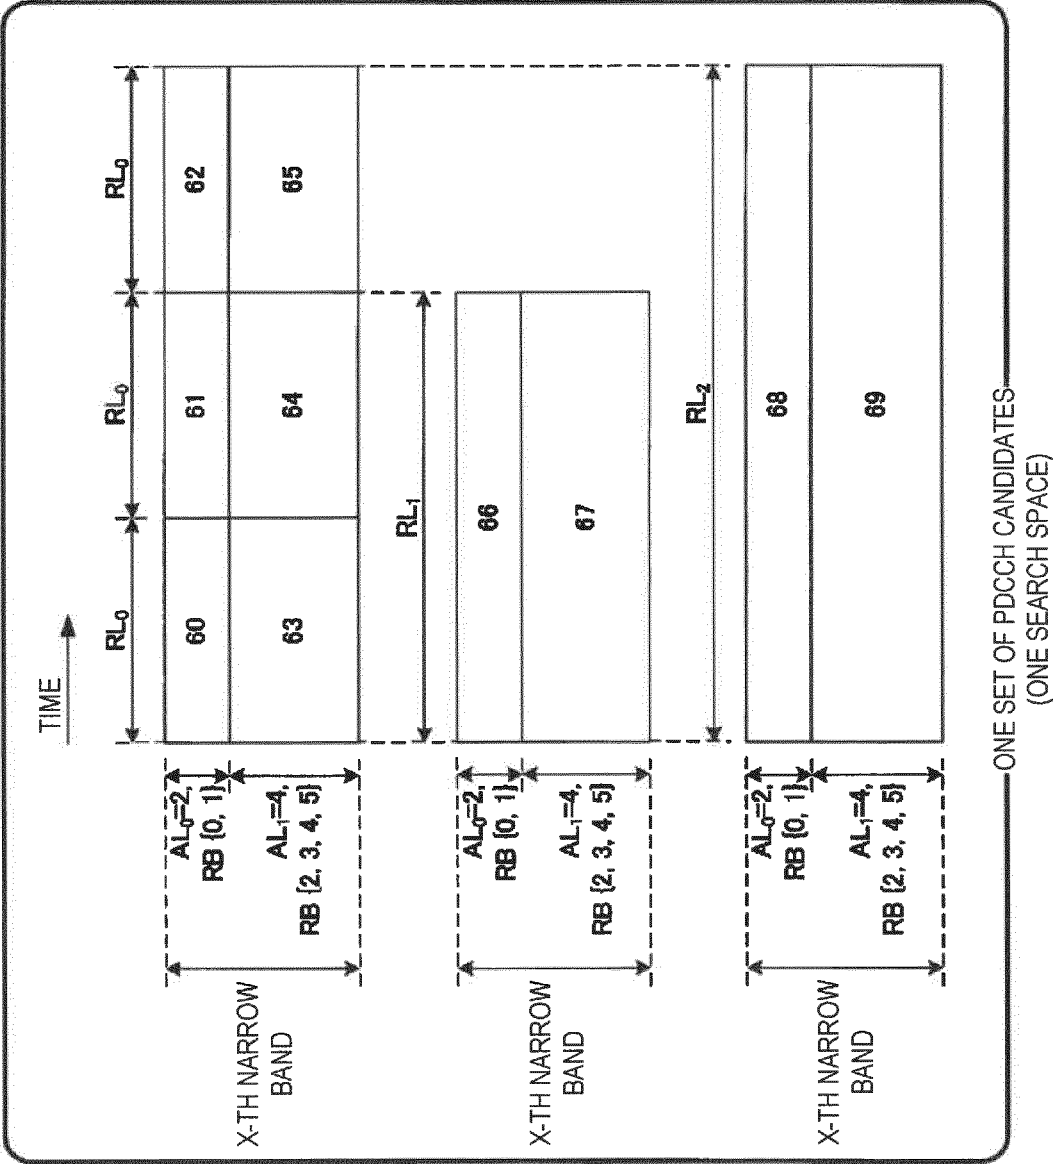 TIME
RL0
RL0
RL0
X-TH NARROW
BAND
AL0=2,
RB {0, 1}
60
61
62
AL1=4,
RB {2, 3, 4, 5}
63
64
65
RL1
X-TH NARROW
BAND
AL0=2,
RB {0, 1}
66
AL1=4,
RB {2, 3, 4, 5}
67
RL2
X-TH NARROW
BAND
AL0=2,
RB {0, 1}
68
AL1=4,
RB {2, 3, 4, 5}
69
ONE SET OF PDCCH CANDIDATES
(ONE SEARCH SPACE)